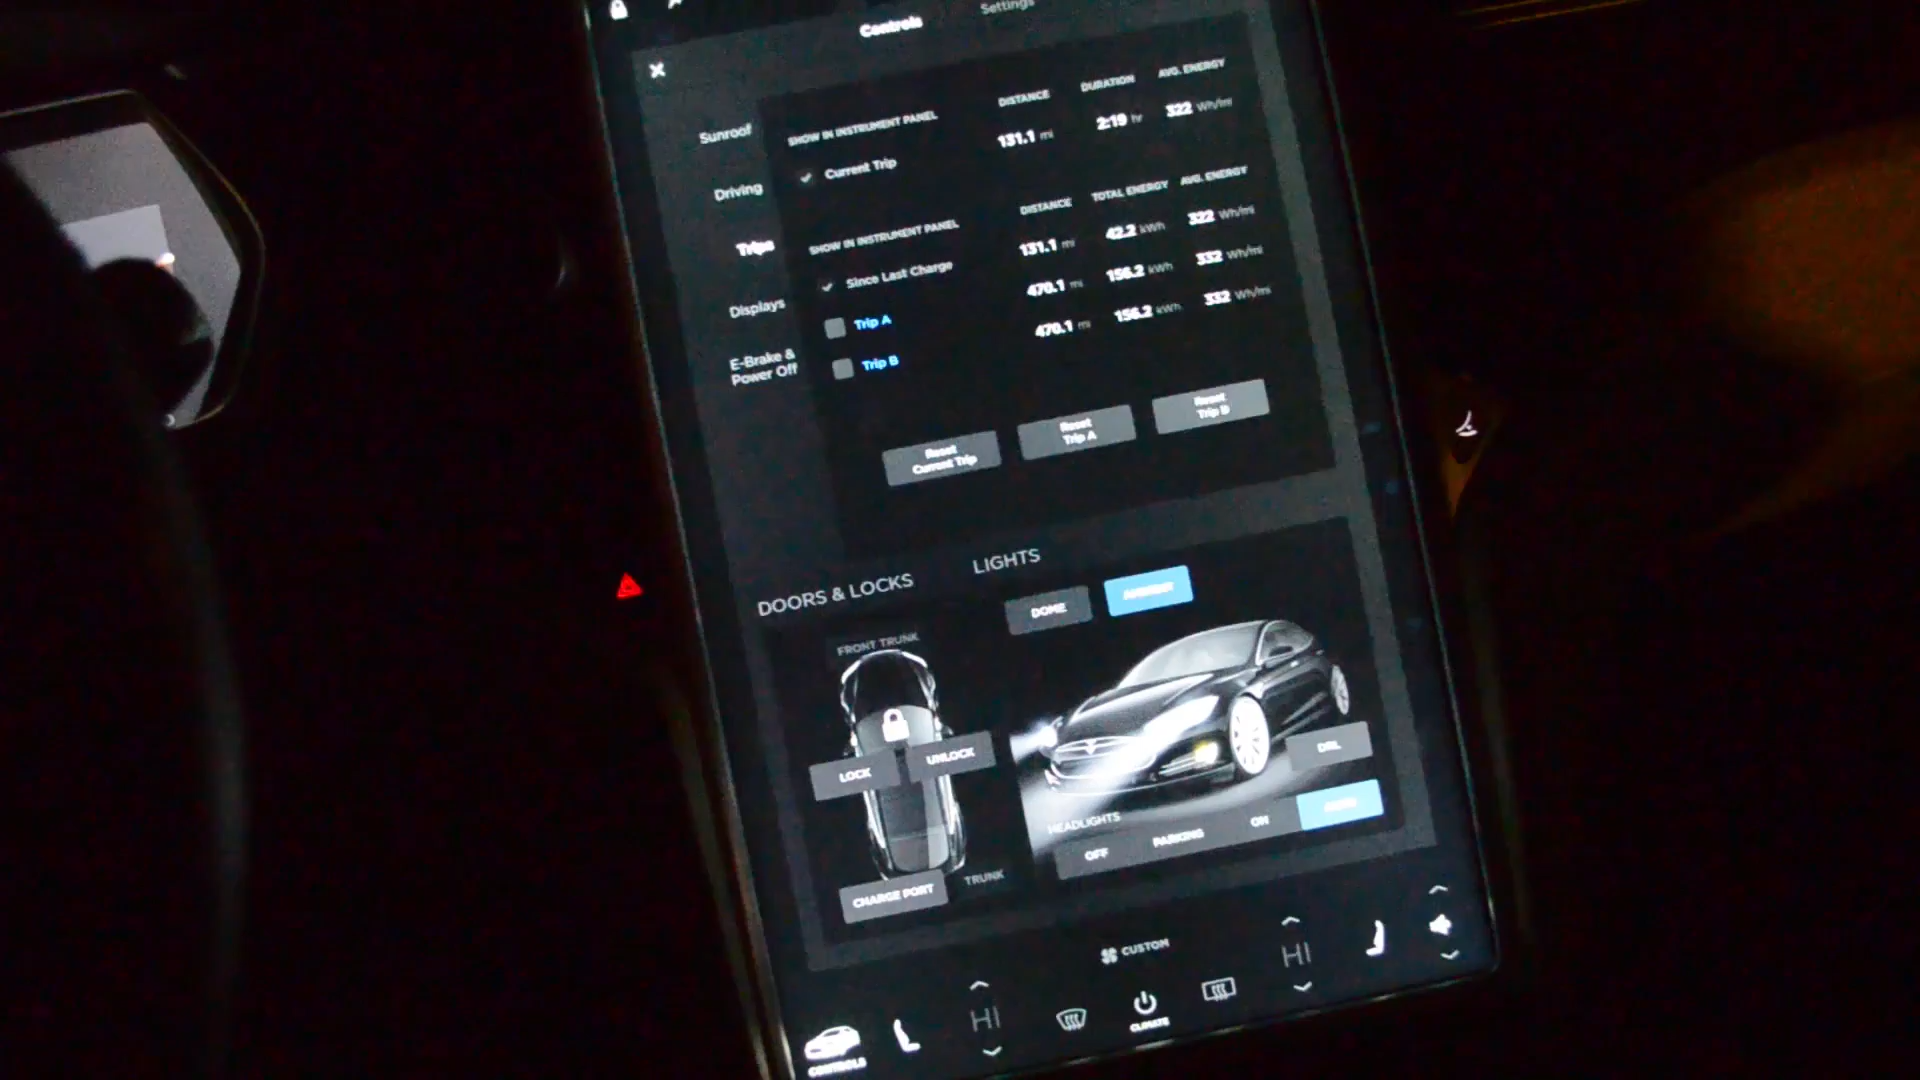 Controls
Settings
Sunroof
Driving
Trips
Displays
E-Brake &
Power Off
SHOW IN INSTRUMENT PANEL
DISTANCE
DURATION
AVG. ENERGY
Current Trip
131.1 mi
2:19 hr
322 Wh/mi
SHOW IN INSTRUMENT PANEL
DISTANCE
TOTAL ENERGY
AVG. ENERGY
Since Last Charge
131.1 mi
42.2 kWh
322 Wh/mi
Trip A
470.1 mi
156.2 kWh
332 Wh/mi
Trip B
470.1 mi
156.2 kWh
332 Wh/mi
Reset
Current Trip
Reset
Trip A
Reset
Trip B
DOORS & LOCKS
FRONT TRUNK
LOCK
UNLOCK
CHARGE PORT
TRUNK
LIGHTS
DOME
AMBIENT
DRL
HEADLIGHTS
OFF
PARKING
ON
AUTO
CUSTOM
HI
HI
CLIMATE
CONTROLS